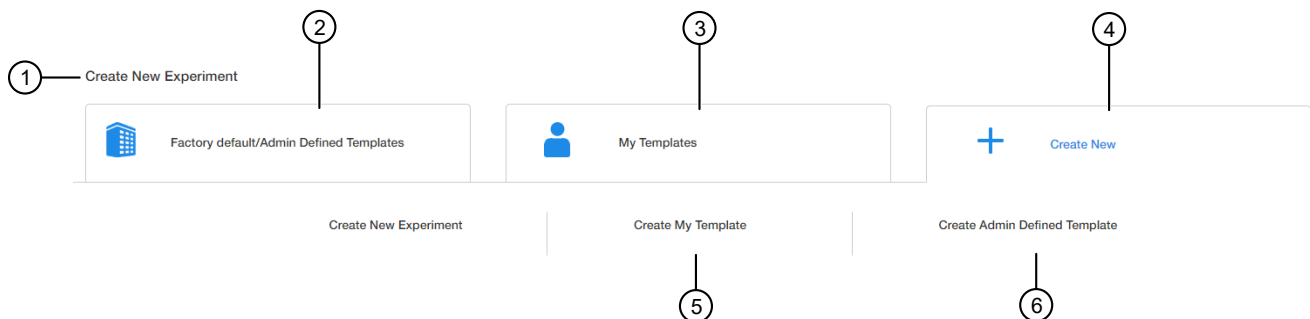 2
3
4
1
Create New Experiment
Factory default/Admin Defined Templates
My Templates
Create New
Create New Experiment
Create My Template
Create Admin Defined Template
5
6